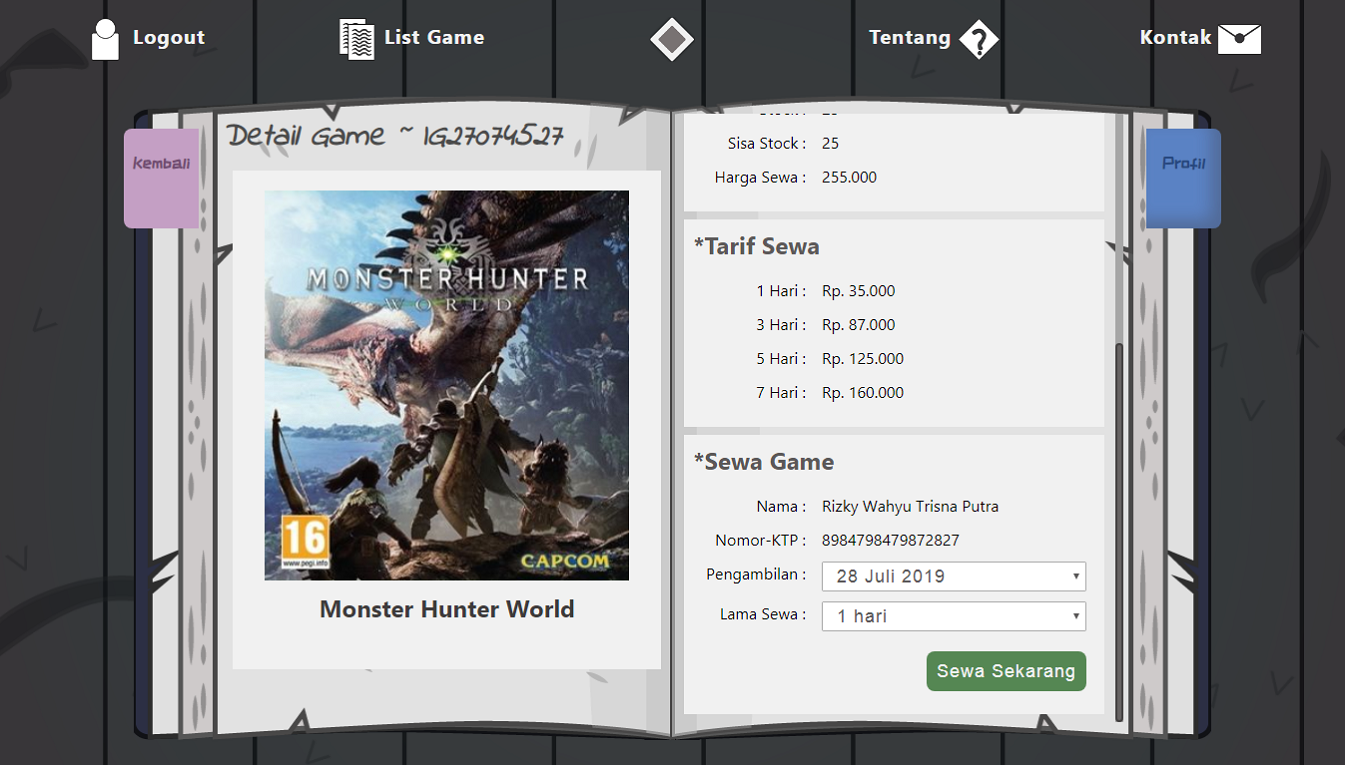 Logout
List Game
Tentang
?
Kontak
Kembali
Detail Game ~ IG27074527
MONSTER HUNTER
WORLD
16
www.pegi.info
CAPCOM
Monster Hunter World
Sisa Stock : 25
Harga Sewa : 255.000
*Tarif Sewa
1 Hari : Rp. 35.000
3 Hari : Rp. 87.000
5 Hari : Rp. 125.000
7 Hari : Rp. 160.000
*Sewa Game
Nama : Rizky Wahyu Trisna Putra
Nomor-KTP : 8984798479872827
Pengambilan : 28 Juli 2019
Lama Sewa : 1 hari
Sewa Sekarang
Profil